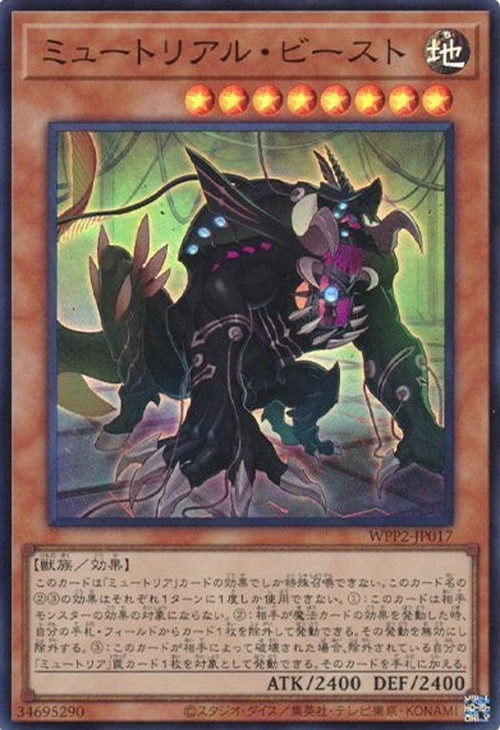 ミュートリアル・ビースト
地
WPP2-JP017
【獣族/効果】
このカードは「ミュートリア」カードの効果でしか特殊召喚できない。このカード名の
②③の効果はそれぞれ1ターンに1度しか使用できない。①:このカードは相手
モンスターの効果の対象にならない。②:相手が魔法カードの効果を発動した時、
自分の手札・フィールドからカード1枚を除外して発動できる。その発動を無効にし
除外する。③:このカードが相手によって破壊された場合、除外されている自分の
「ミュートリア」罠カード1枚を対象として発動できる。そのカードを手札に加える。
ATK/2400 DEF/2400
34695290
©スタジオ・ダイス/集英社・テレビ東京・KONAMI